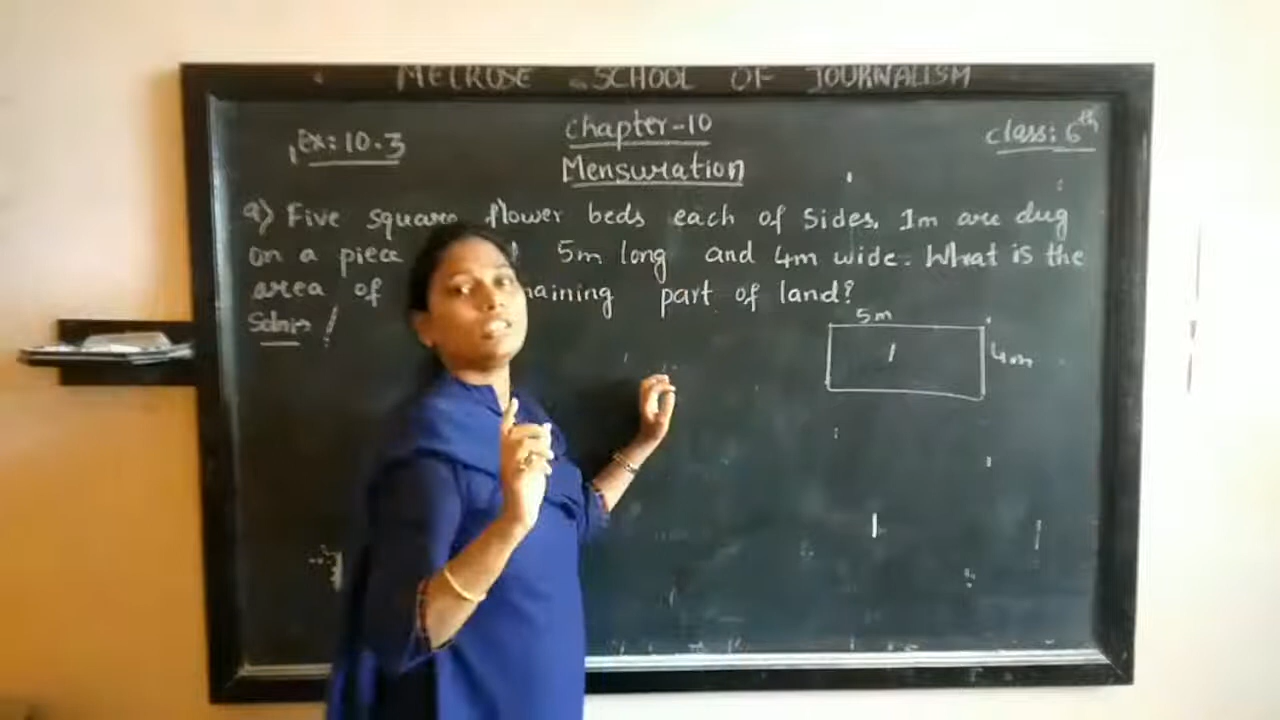 MELROSE SCHOOL OF JOURNALISM
ex: 10.3
Chapter-10
class: 6th
Mensuration
9) Five square flower beds each of Sides. 1m are dug
on a piece 5m long and 4m wide. What is the
area of maining part of land?
Soln:
5m
4m